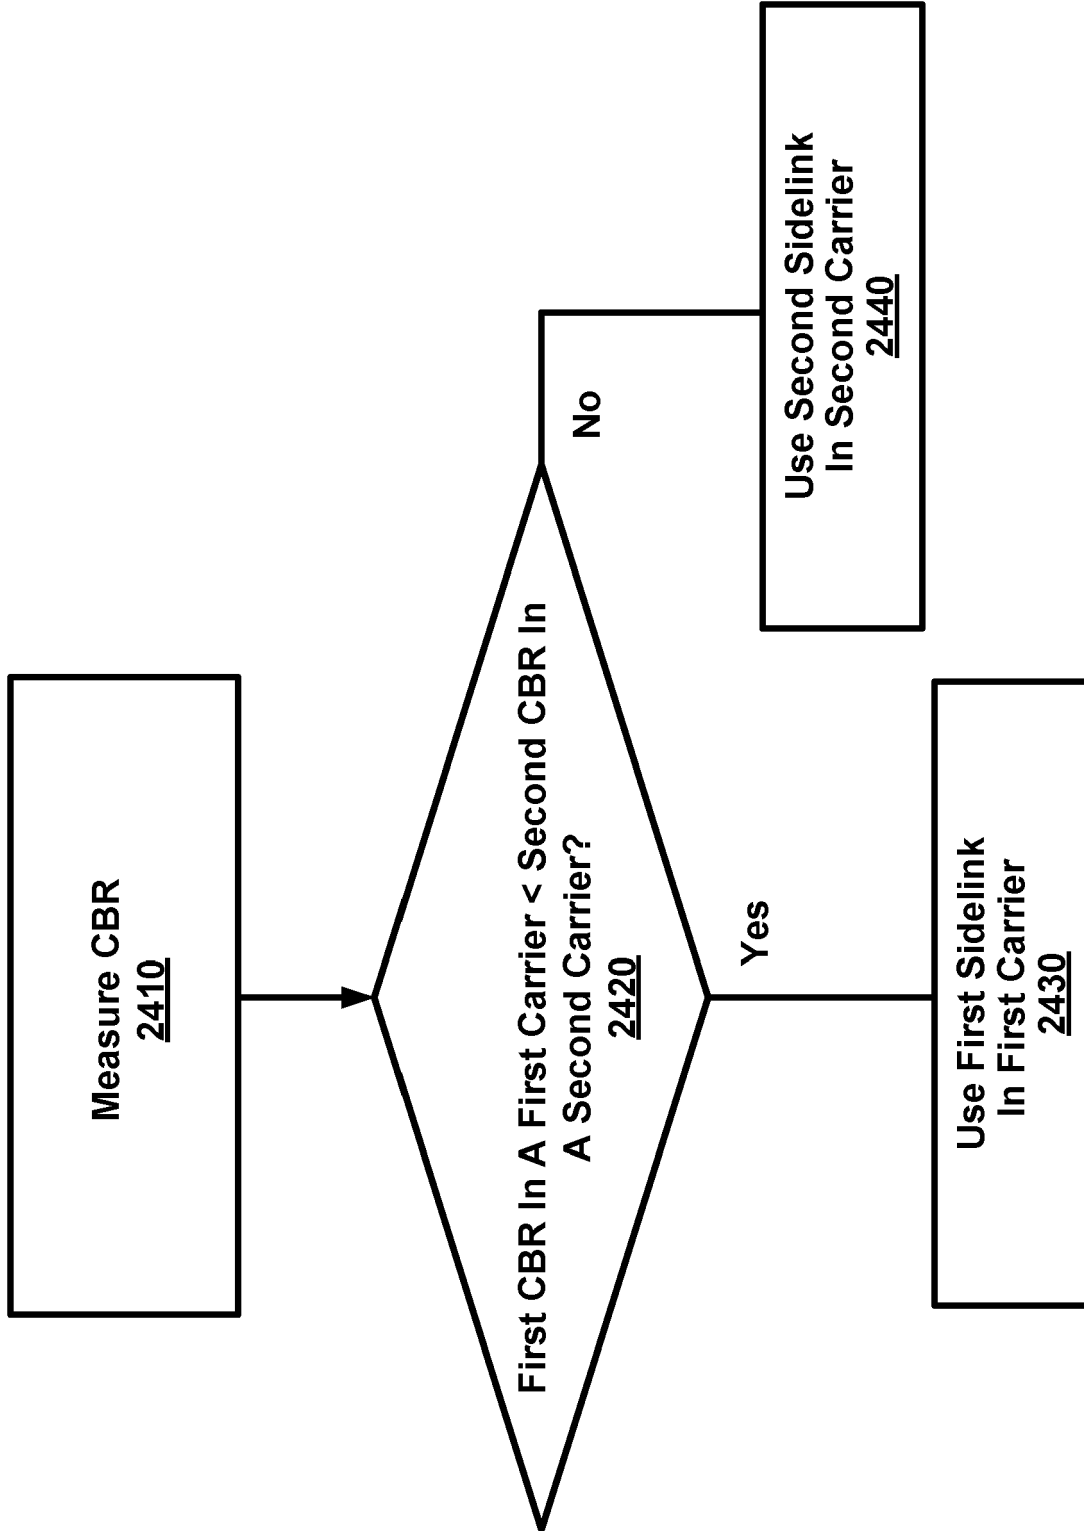 Measure CBR
2410
First CBR In A First Carrier < Second CBR In
A Second Carrier?
2420
Yes
No
Use First Sidelink
In First Carrier
2430
Use Second Sidelink
In Second Carrier
2440